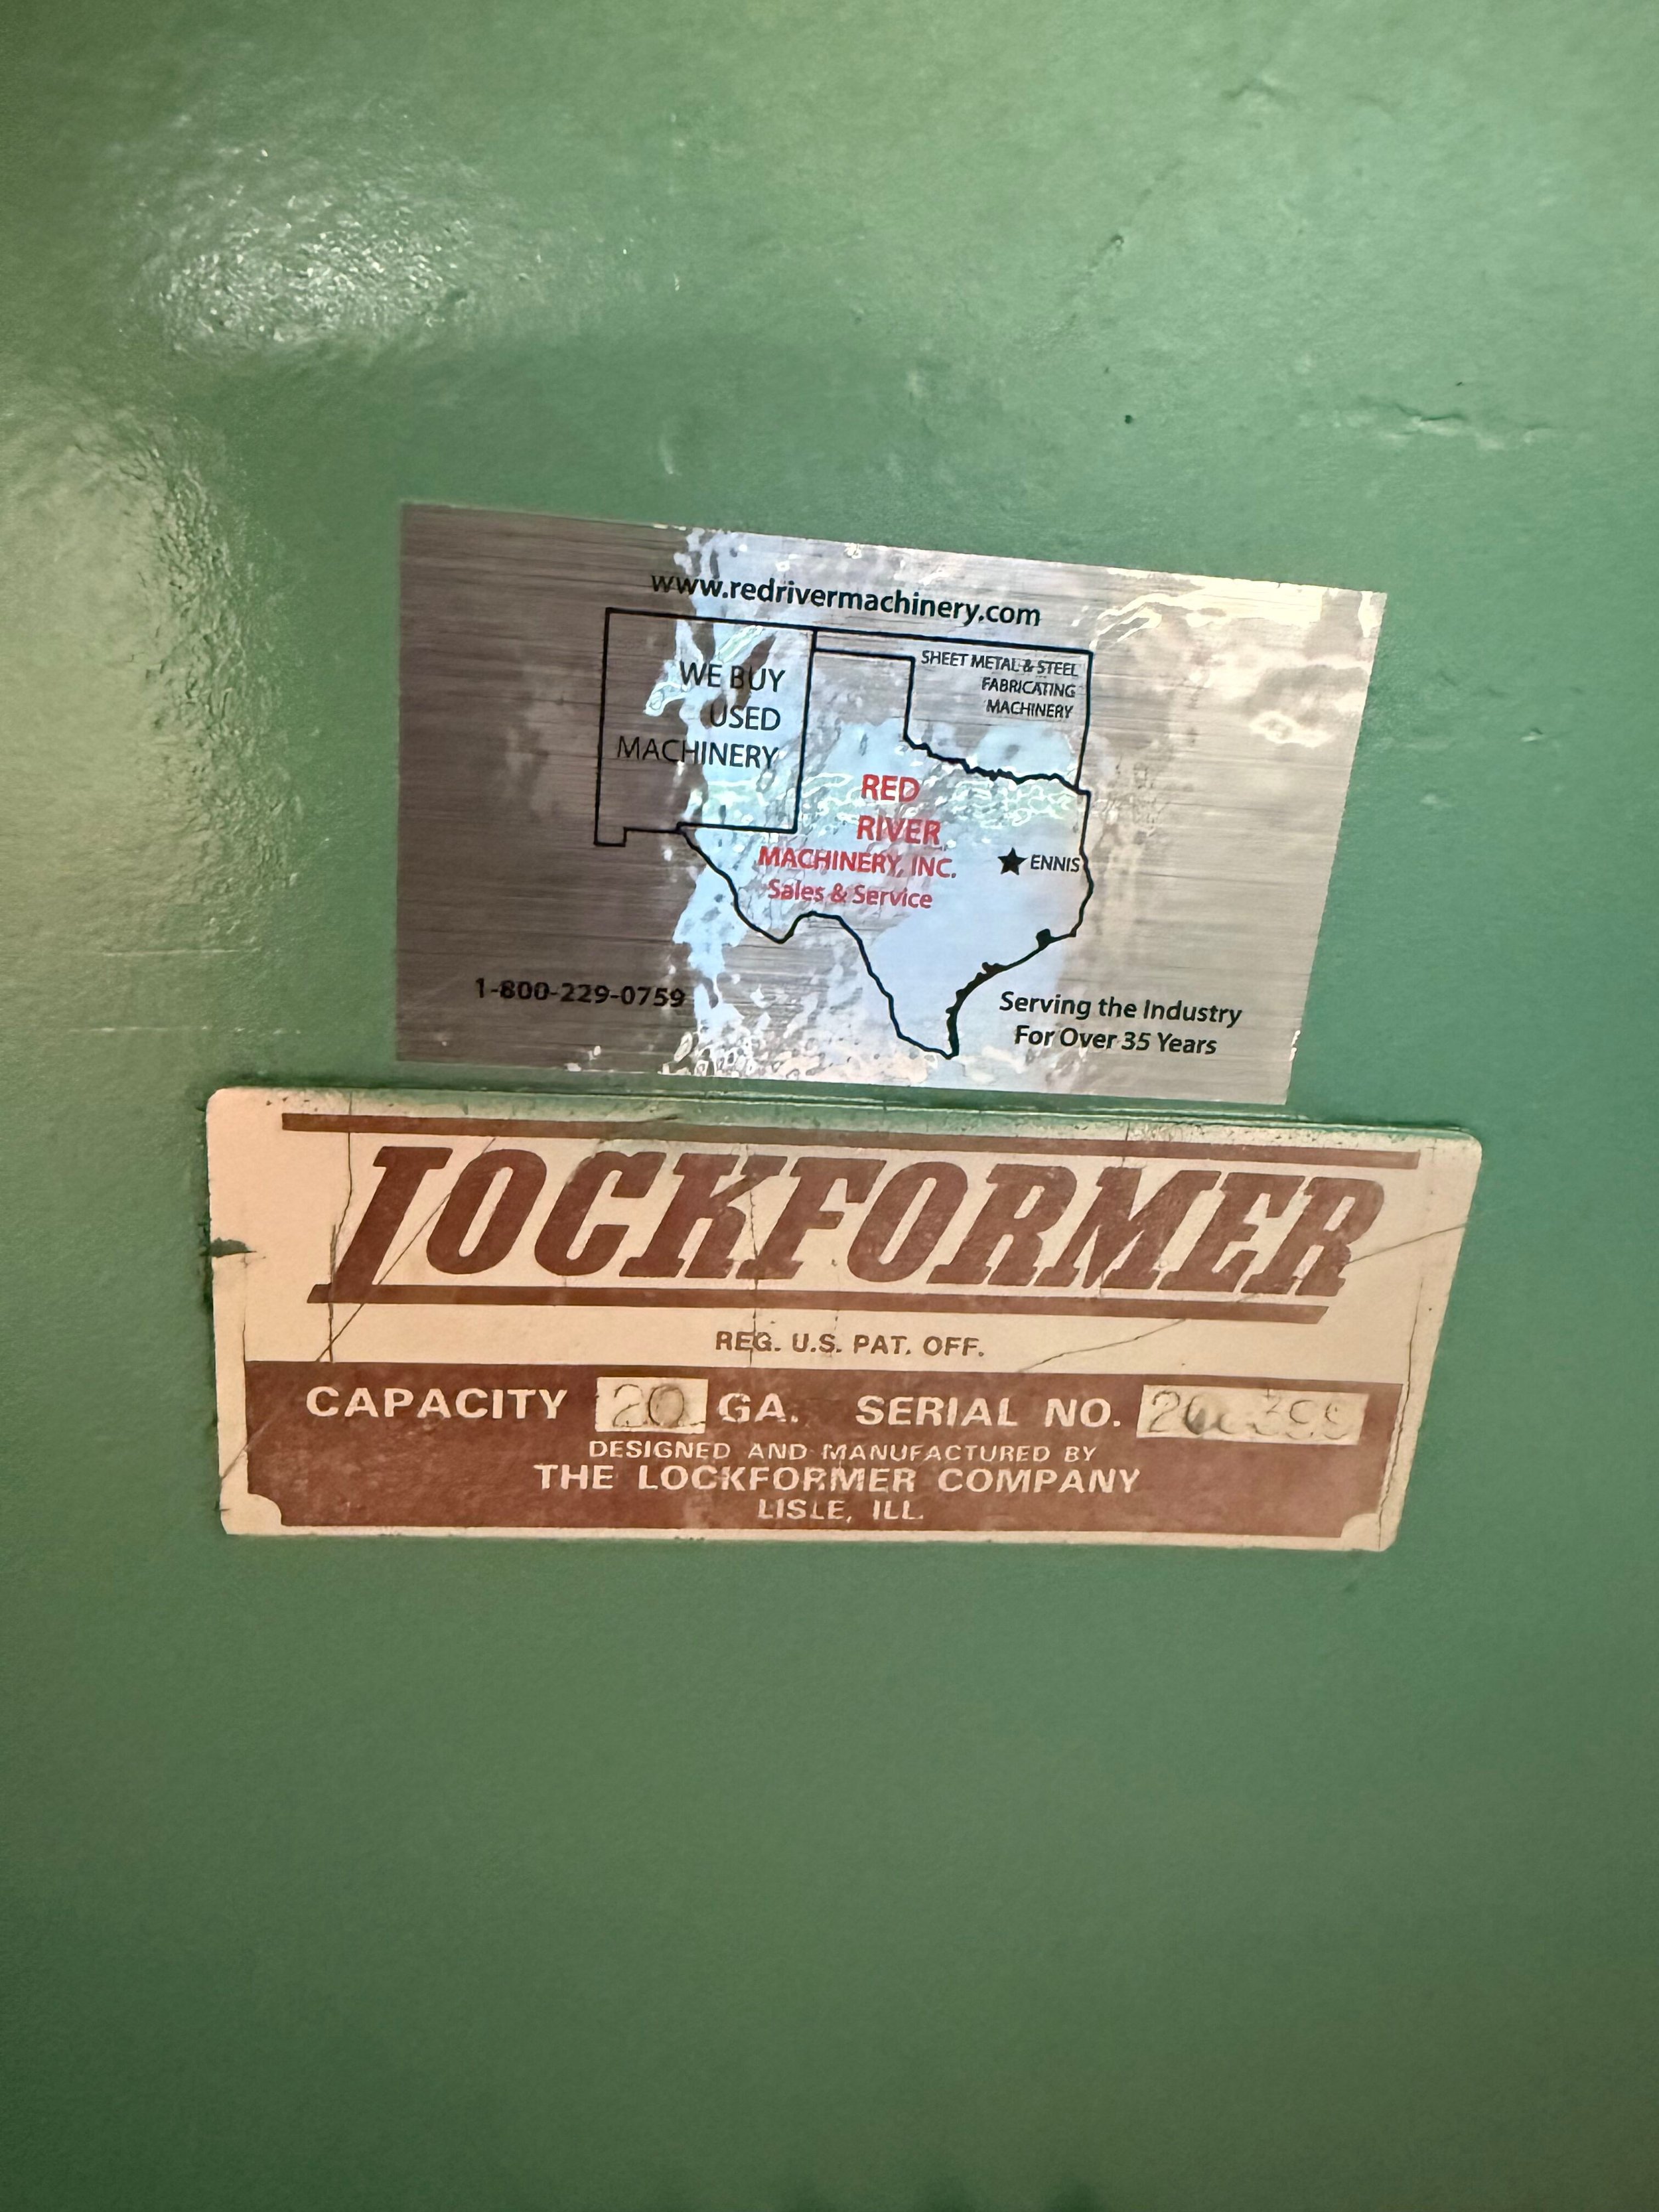 www.redrivermachinery.com
WE BUY
USED
MACHINERY
SHEET METAL & STEEL
FABRICATING
MACHINERY
RED
RIVER
MACHINERY, INC.
Sales & Service
ENNIS
1-800-229-0759
Serving the Industry
For Over 35 Years
LOCKFORMER
REG. U.S. PAT. OFF.
CAPACITY 20 GA. SERIAL NO.
DESIGNED AND MANUFACTURED BY
THE LOCKFORMER COMPANY
LISLE, ILL.